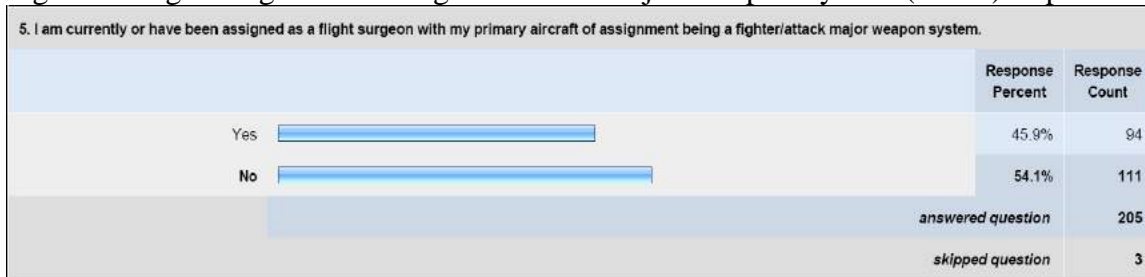 5. I am currently or have been assigned as a flight surgeon with my primary aircraft of assignment being a fighter/attack major weapon system.
Response Percent Response Count
Yes 45.9% 94
No 54.1% 111
answered question 205
skipped question 3